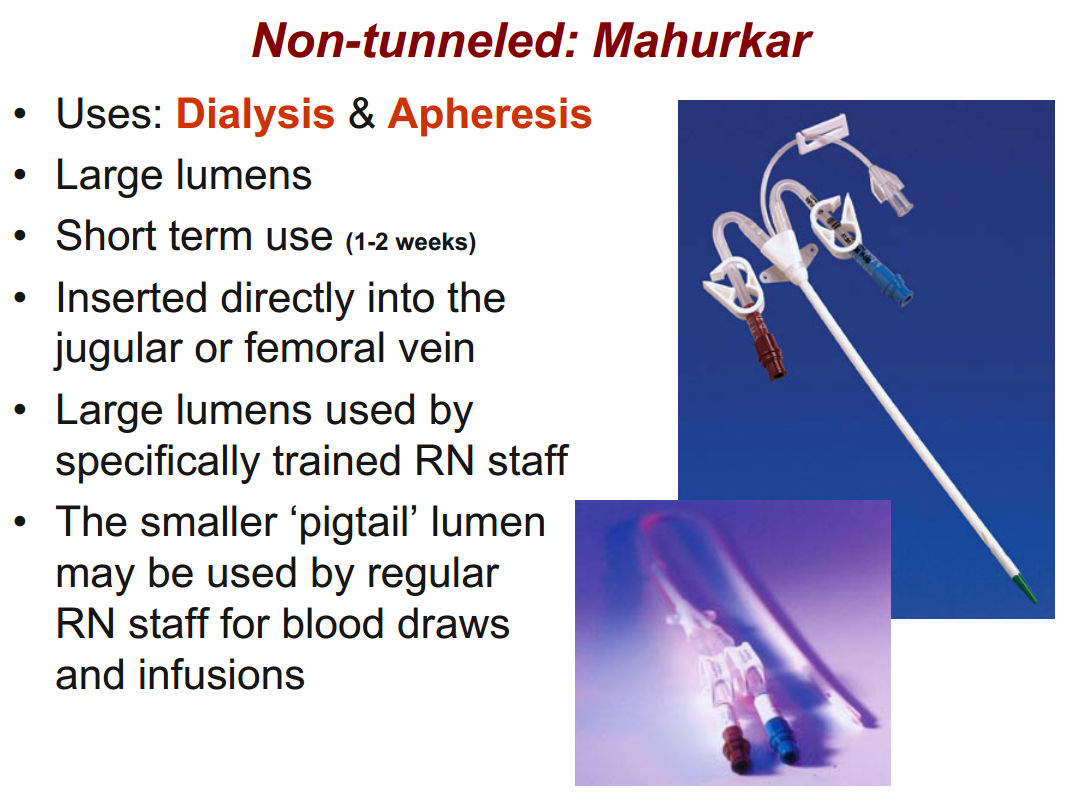 Non-tunneled: Mahurkar
• Uses: Dialysis & Apheresis
• Large lumens
• Short term use (1-2 weeks)
• Inserted directly into the
jugular or femoral vein
• Large lumens used by
specifically trained RN staff
• The smaller ‘pigtail’ lumen
may be used by regular
RN staff for blood draws
and infusions